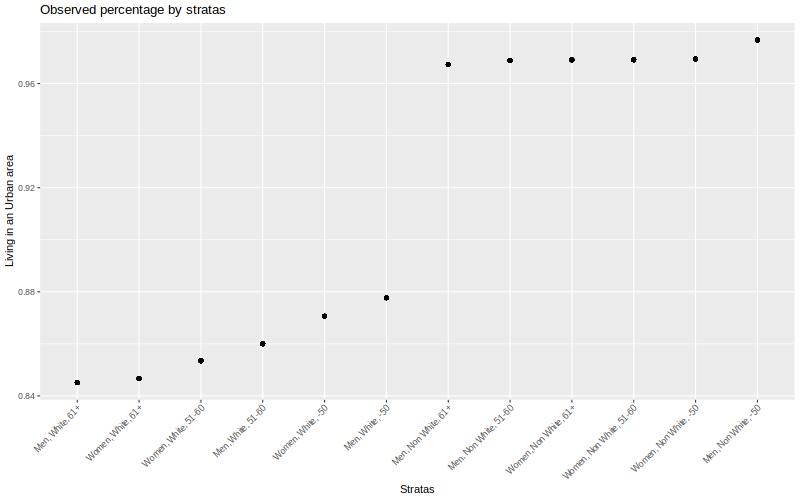 Observed percentage by stratas
Living in an Urban area
0.96
0.92
0.88
0.84
Men, White, 61+
Women, White, 61+
Women, White, 51-60
Men, White, 51-60
Women, White, -50
Men, White, -50
Men, Non White, 61+
Men, Non White, 51-60
Women, Non White, 61+
Women, Non White, 51-60
Women, Non White, -50
Men, Non White, -50
Stratas